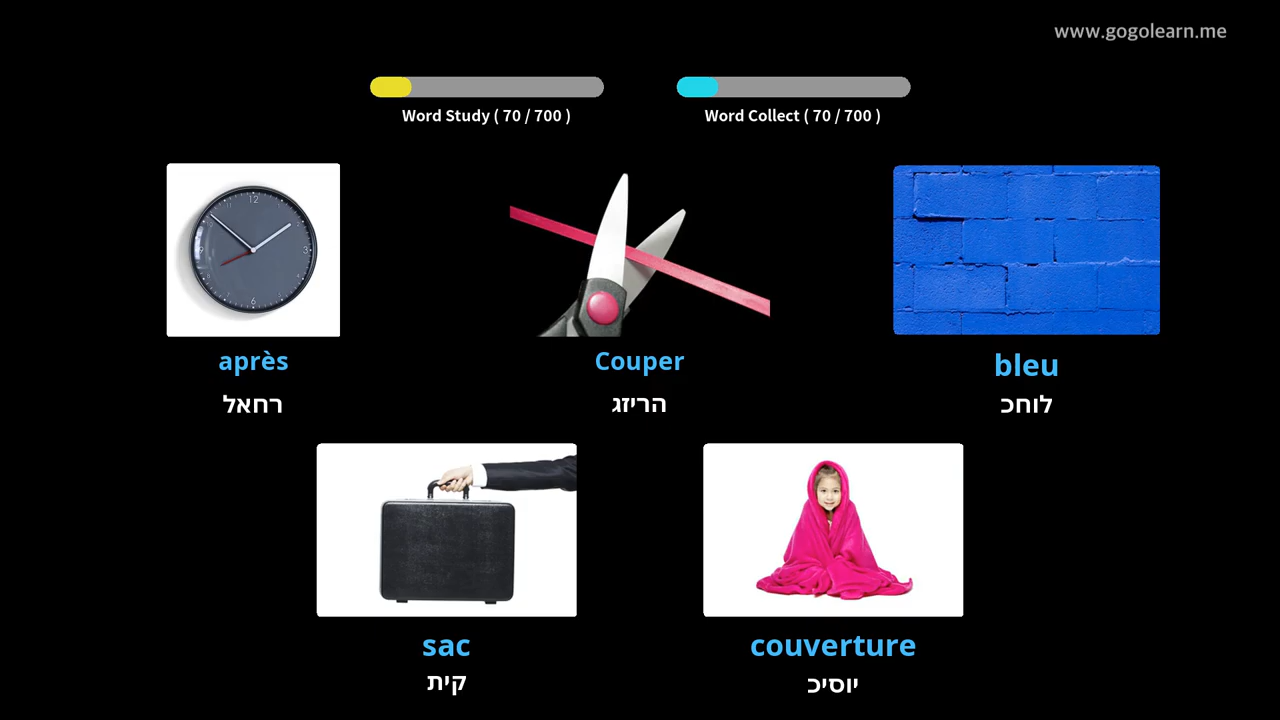 www.gogolearn.me
Word Study ( 70 / 700 )
Word Collect ( 70 / 700 )
après
Couper
bleu
רחאל
הריזג
לוחכ
sac
couverture
קית
יוסיכ